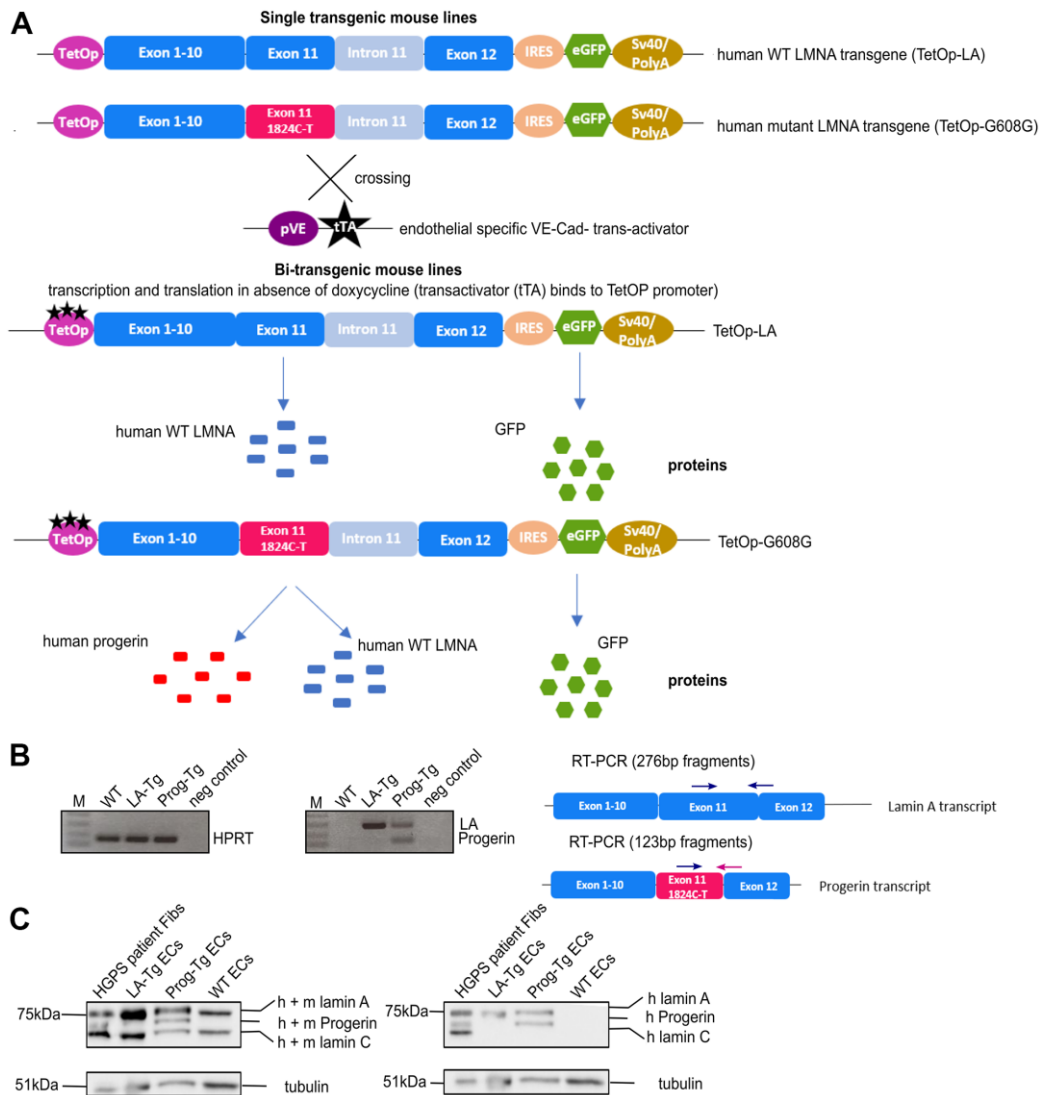 A
Single transgenic mouse lines
TetOp Exon 1-10 Exon 11 Intron 11 Exon 12 IRES eGFP Sv40/
PolyA
human WT LMNA transgene (TetOp-LA)
TetOp Exon 1-10 Exon 11
1824C-T Intron 11 Exon 12 IRES eGFP Sv40/
PolyA
human mutant LMNA transgene (TetOp-G608G)
crossing
pVE tTA endothelial specific VE-Cad- trans-activator
Bi-transgenic mouse lines
transcription and translation in absence of doxycycline (transactivator (tTA) binds to TetOP promoter)
TetOp Exon 1-10 Exon 11 Intron 11 Exon 12 IRES eGFP Sv40/
PolyA
TetOp-LA
human WT LMNA
GFP
proteins
TetOp Exon 1-10 Exon 11
1824C-T Intron 11 Exon 12 IRES eGFP Sv40/
PolyA
TetOp-G608G
human progerin
human WT LMNA
GFP
proteins
B
M WT LA-Tg Prog-Tg neg control
HPRT
M WT LA-Tg Prog-Tg neg control
LA
Progerin
RT-PCR (276bp fragments)
Exon 1-10 Exon 11 Exon 12 Lamin A transcript
RT-PCR (123bp fragments)
Exon 1-10 Exon 11
1824C-T Exon 12 Progerin transcript
C
HGPS patient Fibs LA-Tg ECs Prog-Tg ECs WT ECs
75kDa
h + m lamin A
h + m Progerin
h + m lamin C
51kDa tubulin
HGPS patient Fibs LA-Tg ECs Prog-Tg ECs WT ECs
75kDa
h lamin A
h Progerin
h lamin C
51kDa tubulin